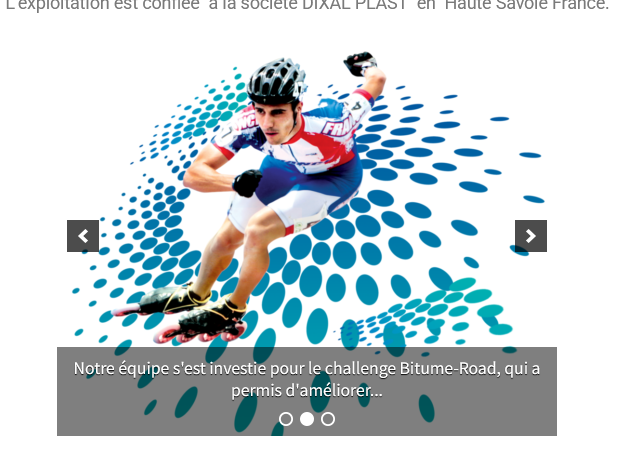 L'exploitation est confiée à la société DIXAL PLAST en Haute Savoie France.
FRAN
Notre équipe s'est investie pour le challenge Bitume-Road, qui a
permis d'améliorer...